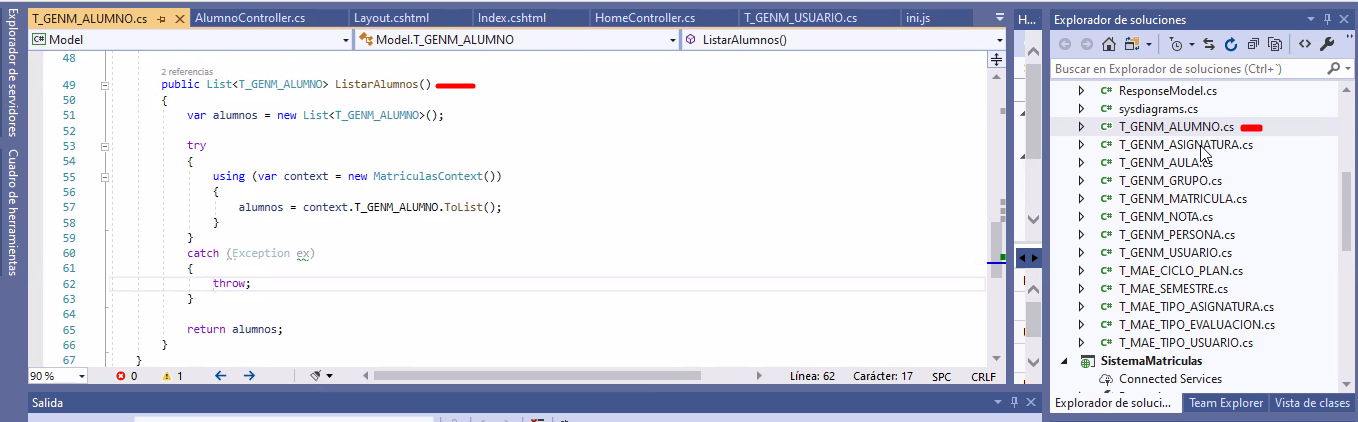 Explorador de servidores
Cuadro de herramientas
T_GENM_ALUMNO.cs
AlumnoController.cs
Layout.cshtml
Index.cshtml
HomeController.cs
T_GENM_USUARIO.cs
ini.js
C# Model
Model.T_GENM_ALUMNO
ListarAlumnos()
48
2 referencias
49 public List<T_GENM_ALUMNO> ListarAlumnos()
50 {
51 var alumnos = new List<T_GENM_ALUMNO>();
52
53 try
54 {
55 using (var context = new MatriculasContext())
56 {
57 alumnos = context.T_GENM_ALUMNO.ToList();
58 }
59 }
60 catch (Exception ex)
61 {
62 throw;
63 }
64
65 return alumnos;
66 }
67 }
90 %
0
1
Línea: 62
Carácter: 17
SPC
CRLF
Salida
H...
Explorador de soluciones
Buscar en Explorador de soluciones (Ctrl+`)
C# ResponseModel.cs
C# sysdiagrams.cs
C# T_GENM_ALUMNO.cs
C# T_GENM_ASIGNATURA.cs
C# T_GENM_AULA.cs
C# T_GENM_GRUPO.cs
C# T_GENM_MATRICULA.cs
C# T_GENM_NOTA.cs
C# T_GENM_PERSONA.cs
C# T_GENM_USUARIO.cs
C# T_MAE_CICLO_PLAN.cs
C# T_MAE_SEMESTRE.cs
C# T_MAE_TIPO_ASIGNATURA.cs
C# T_MAE_TIPO_EVALUACION.cs
C# T_MAE_TIPO_USUARIO.cs
SistemaMatriculas
Connected Services
Explorador de soluci...
Team Explorer
Vista de clases